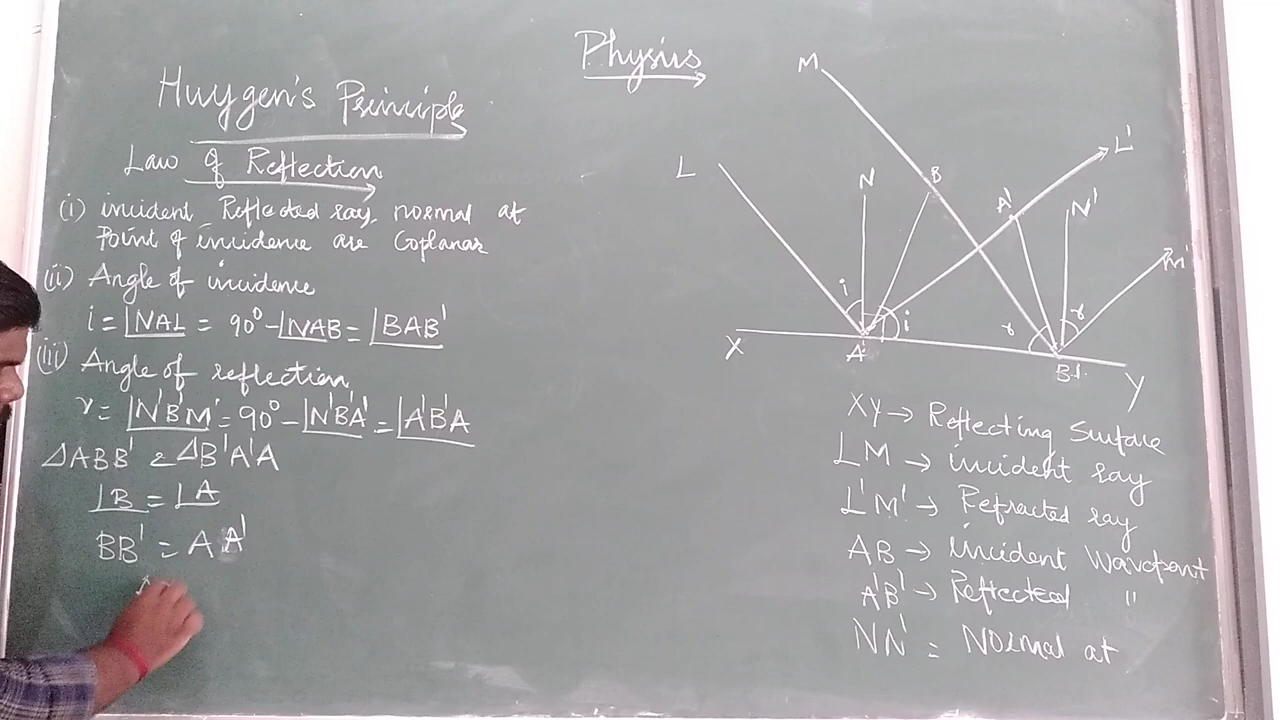 Physics
Huygen's Principle
Law of Reflection
(i) incident Reflected ray, normal at
Point of incidence are Coplanar
(ii) Angle of incidence
i = ∠NAL = 90° - ∠NAB = ∠BAB'
(iii) Angle of reflection
r = ∠N'B'M' = 90° - ∠N'B'A' = ∠A'B'A
ΔABB' & ΔB'A'A
∠B = ∠A
BB' = AA'
M
L
N
B
A'
L'
N'
M'
i
i
r
r
X
A
B'
Y
XY → Reflecting Surface
LM → incident ray
L'M' → Refracted ray
AB → Incident Wavefront
A'B' → Reflected "
NN' = Normal at